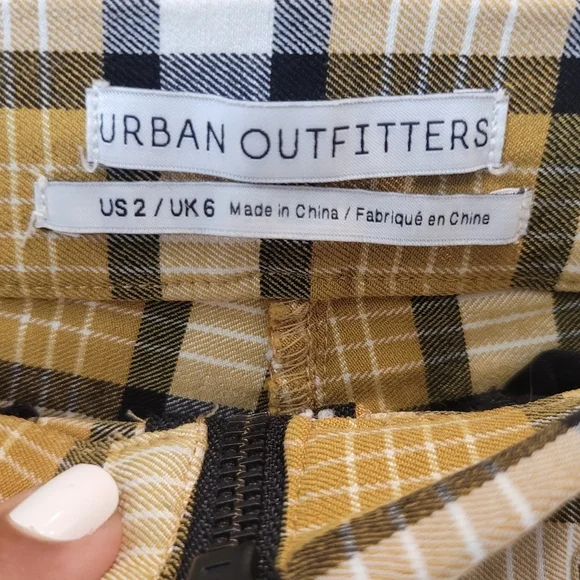 URBAN OUTFITTERS
US 2 / UK 6 Made in China / Fabriqué en Chine